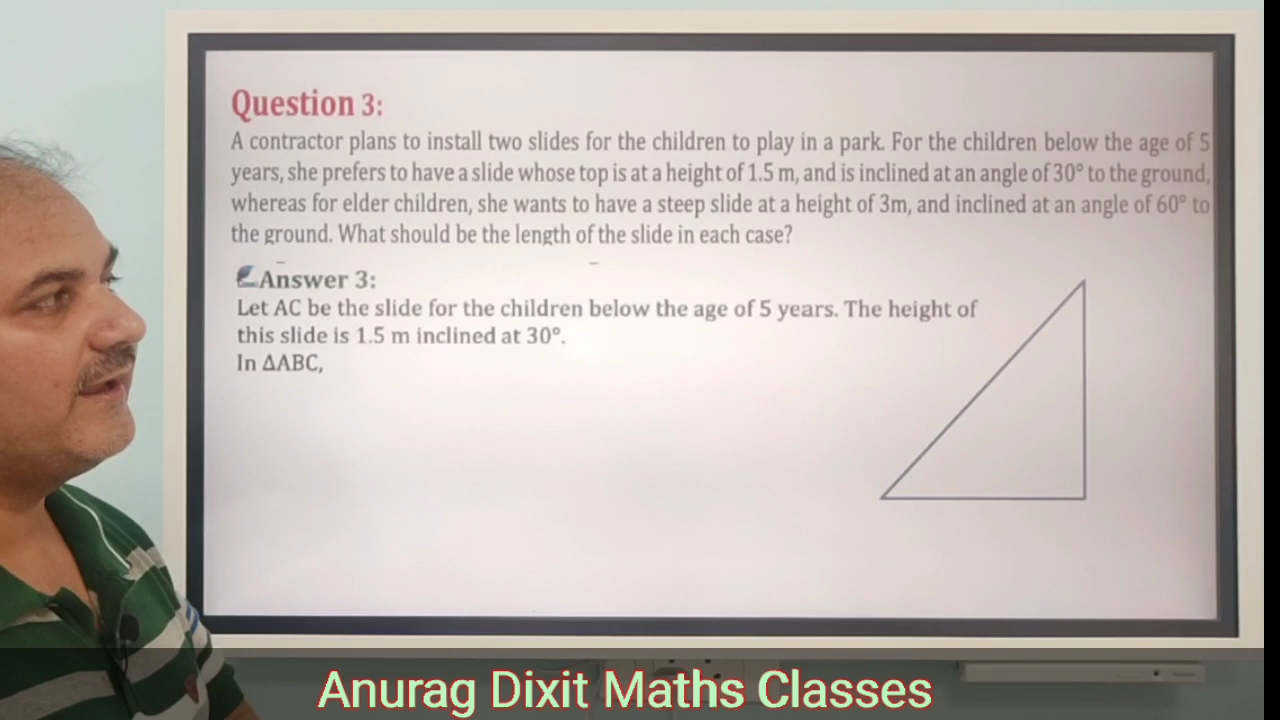 Question 3:
A contractor plans to install two slides for the children to play in a park. For the children below the age of 5
years, she prefers to have a slide whose top is at a height of 1.5 m, and is inclined at an angle of 30° to the ground,
whereas for elder children, she wants to have a steep slide at a height of 3m, and inclined at an angle of 60° to
the ground. What should be the length of the slide in each case?
Answer 3:
Let AC be the slide for the children below the age of 5 years. The height of
this slide is 1.5 m inclined at 30°.
In ΔABC,
Anurag Dixit Maths Classes